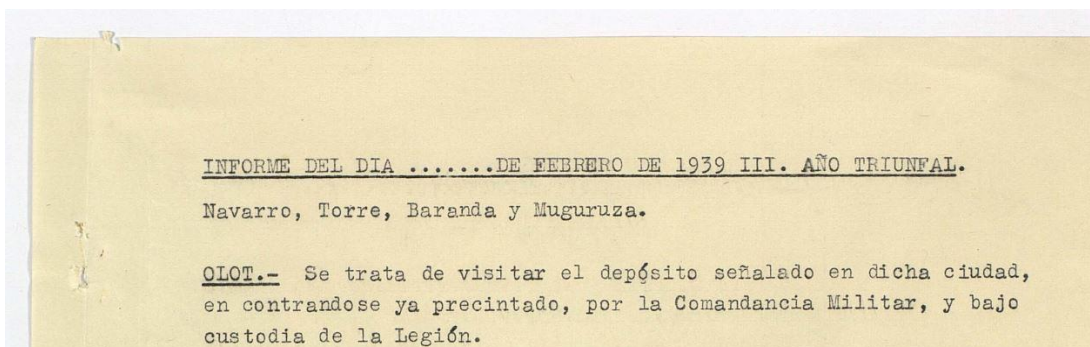 INFORME DEL DIA .......DE FEBRERO DE 1939 III. AÑO TRIUNFAL.
Navarro, Torre, Baranda y Muguruza.
OLOT.- Se trata de visitar el depósito señalado en dicha ciudad,
en contrandose ya precintado, por la Comandancia Militar, y bajo
custodia de la Legión.